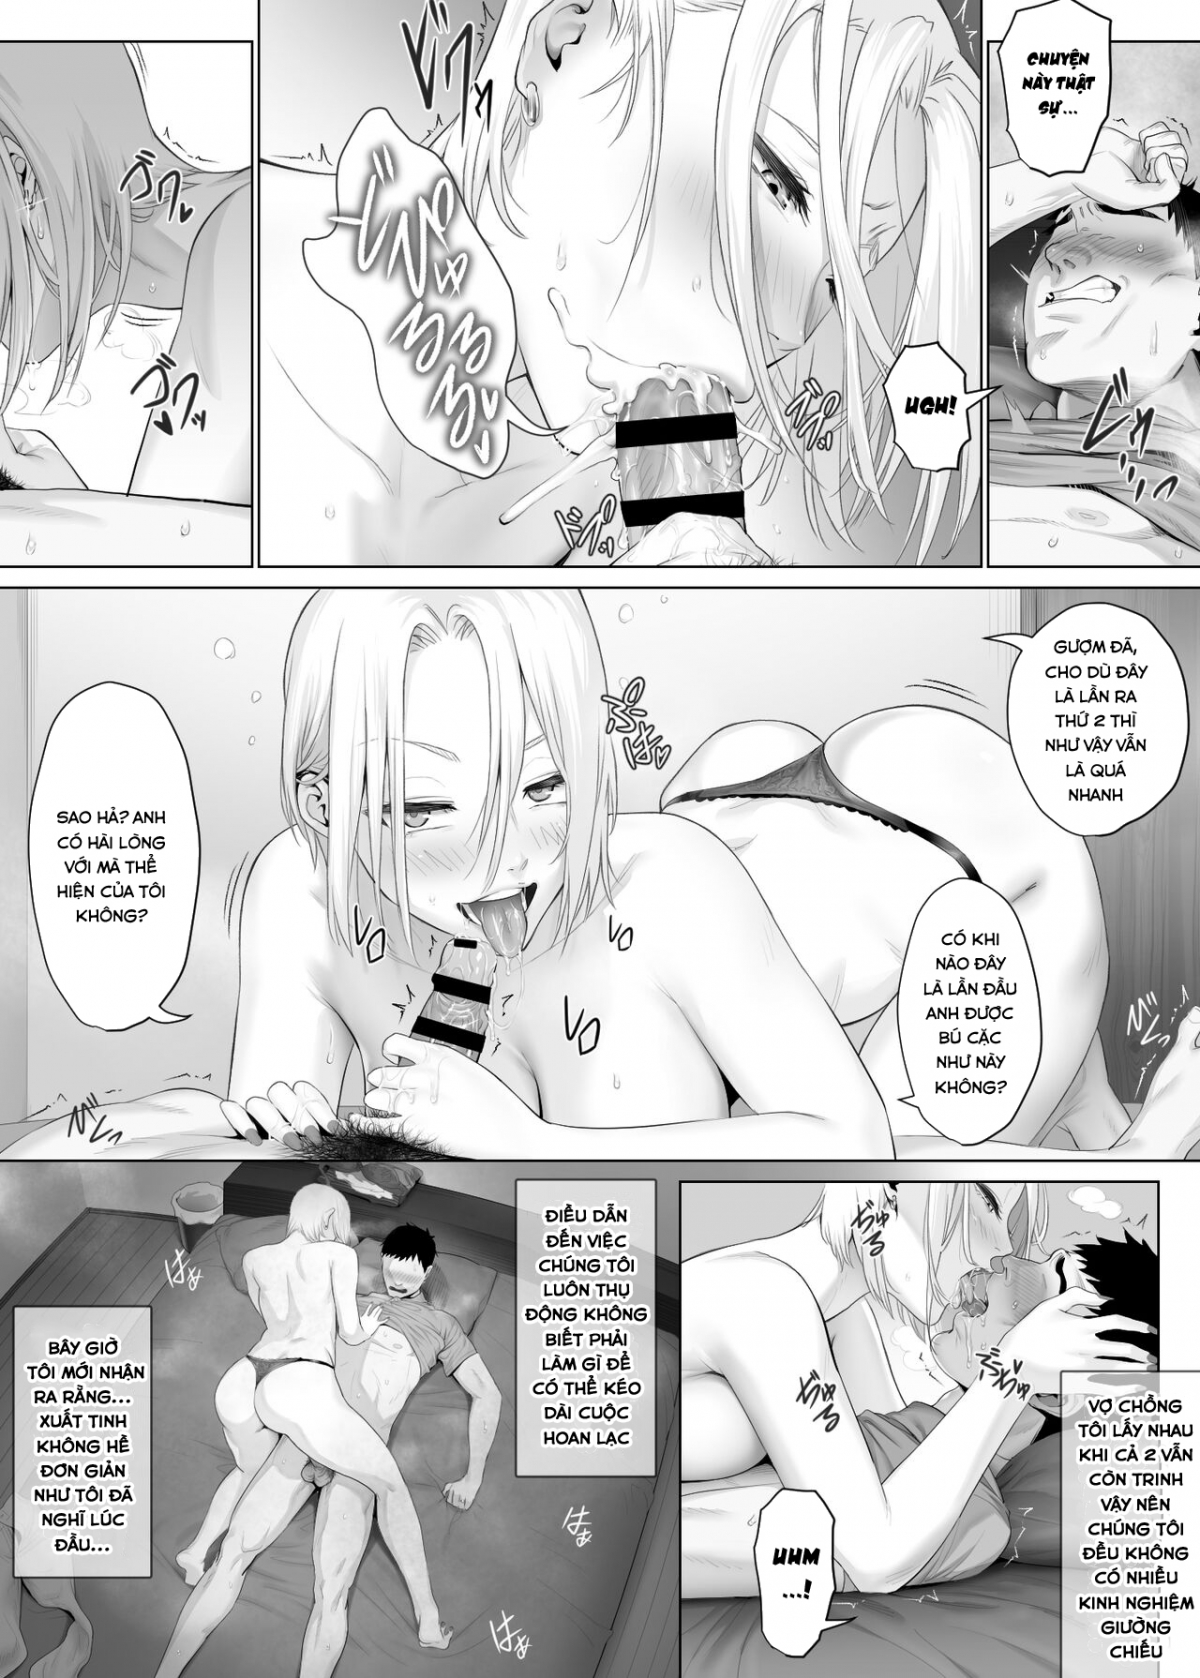 CHUYỆN
NÀY THẬT
SỰ...
UGH!
GƯỢM ĐÃ,
CHO DÙ ĐÂY
LÀ LẦN RA
THỨ 2 THÌ
NHƯ VẬY VẪN
LÀ QUÁ
NHANH
CÓ KHI
NÀO ĐÂY
LÀ LẦN ĐẦU
ANH ĐƯỢC
BÚ CẶC
NHƯ NÀY
KHÔNG?
SAO HẢ? ANH
CÓ HÀI LÒNG
VỚI MÀ THỂ
HIỆN CỦA TÔI
KHÔNG?
VỢ CHỒNG
TÔI LẤY NHAU
KHI CẢ 2 VẪN
CÒN TRINH
VẬY NÊN
CHÚNG TÔI
ĐỀU KHÔNG
CÓ NHIỀU
KINH NGHIỆM
GIƯỜNG
CHIẾU
UHM
...!
ĐIỀU DẪN
ĐẾN VIỆC
CHÚNG TÔI
LUÔN THỤ
ĐỘNG KHÔNG
BIẾT PHẢI
LÀM GÌ ĐỂ
CÓ THỂ KÉO
DÀI CUỘC
HOAN LẠC
BÂY GIỜ
TÔI MỚI NHẬN
RA RẰNG...
XUẤT TINH
KHÔNG HỀ
ĐƠN GIẢN
NHƯ TÔI ĐÃ
NGHĨ LÚC
ĐẦU...